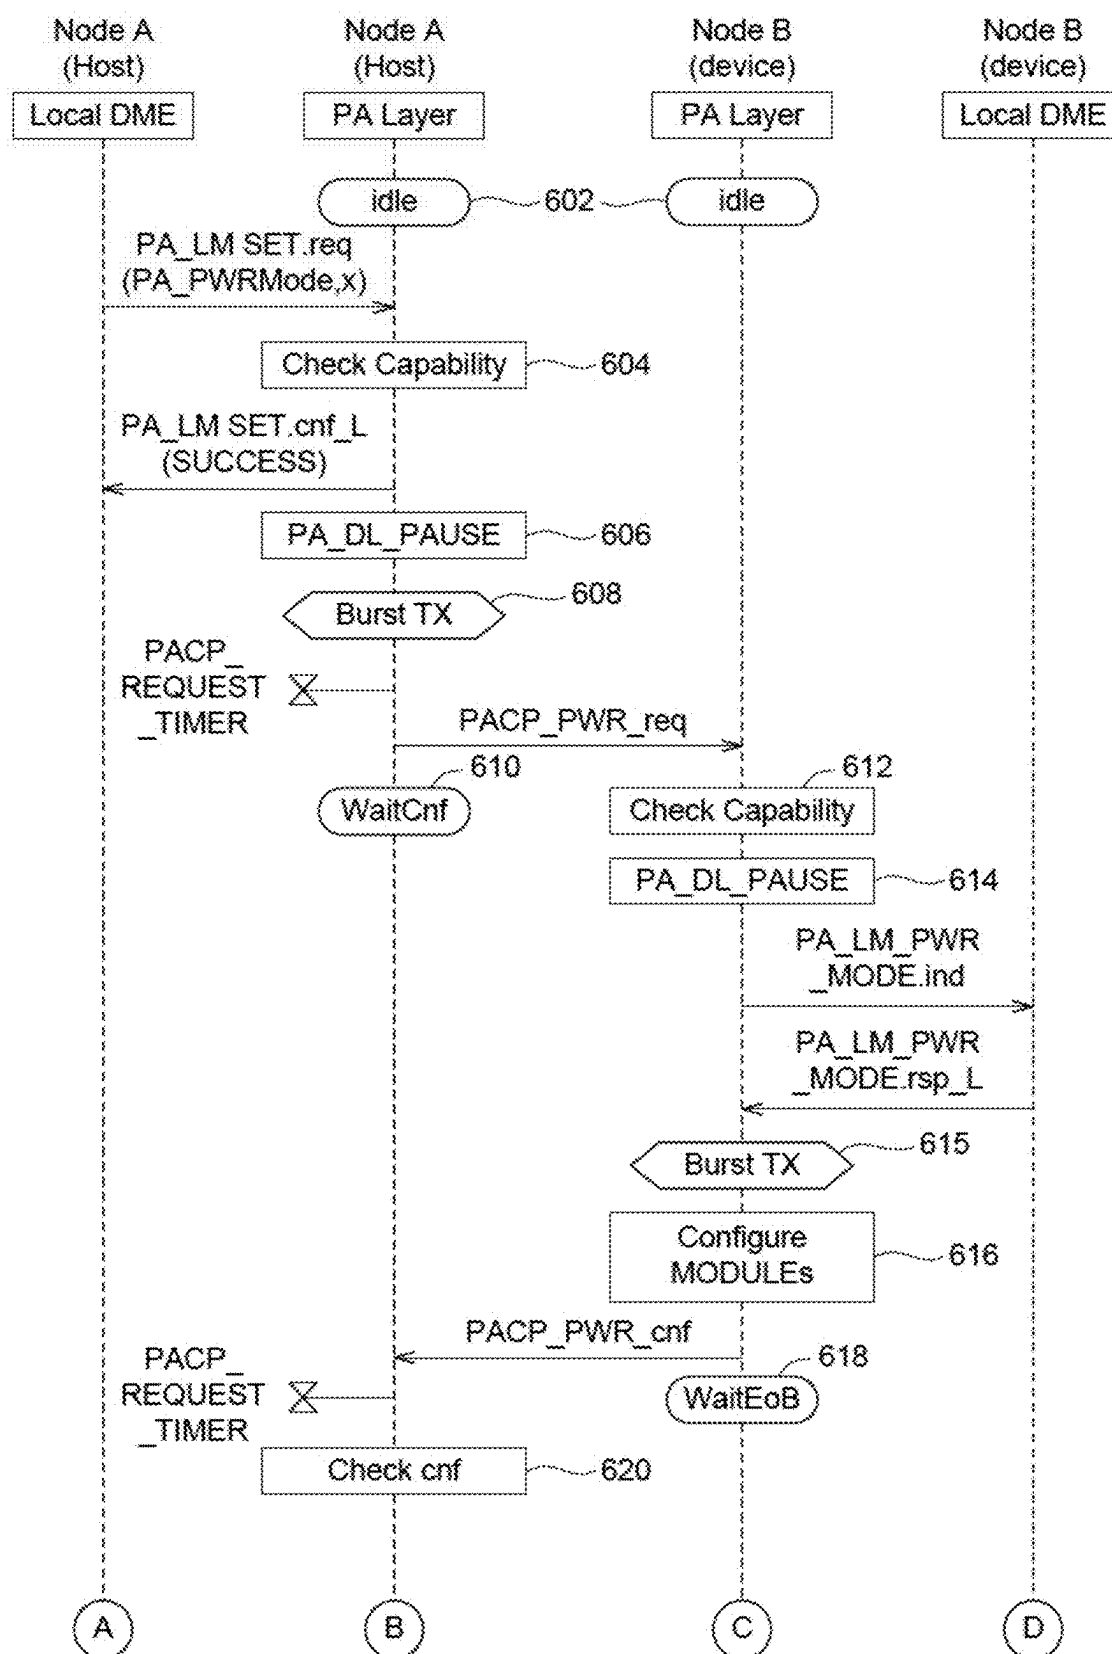 Node A
(Host)
Node A
(Host)
Node B
(device)
Node B
(device)
Local DME
PA Layer
PA Layer
Local DME
idle
602
idle
PA_LM SET.req
(PA_PWRMode,x)
Check Capability
604
PA_LM SET.cnf_L
(SUCCESS)
PA_DL_PAUSE
606
Burst TX
608
PACP_
REQUEST
_TIMER
PACP_PWR_req
610
612
WaitCnf
Check Capability
PA_DL_PAUSE
614
PA_LM_PWR
_MODE.ind
PA_LM_PWR
_MODE.rsp_L
Burst TX
615
Configure
MODULEs
616
PACP_PWR_cnf
618
PACP_
REQUEST
_TIMER
WaitEoB
Check cnf
620
A
B
C
D